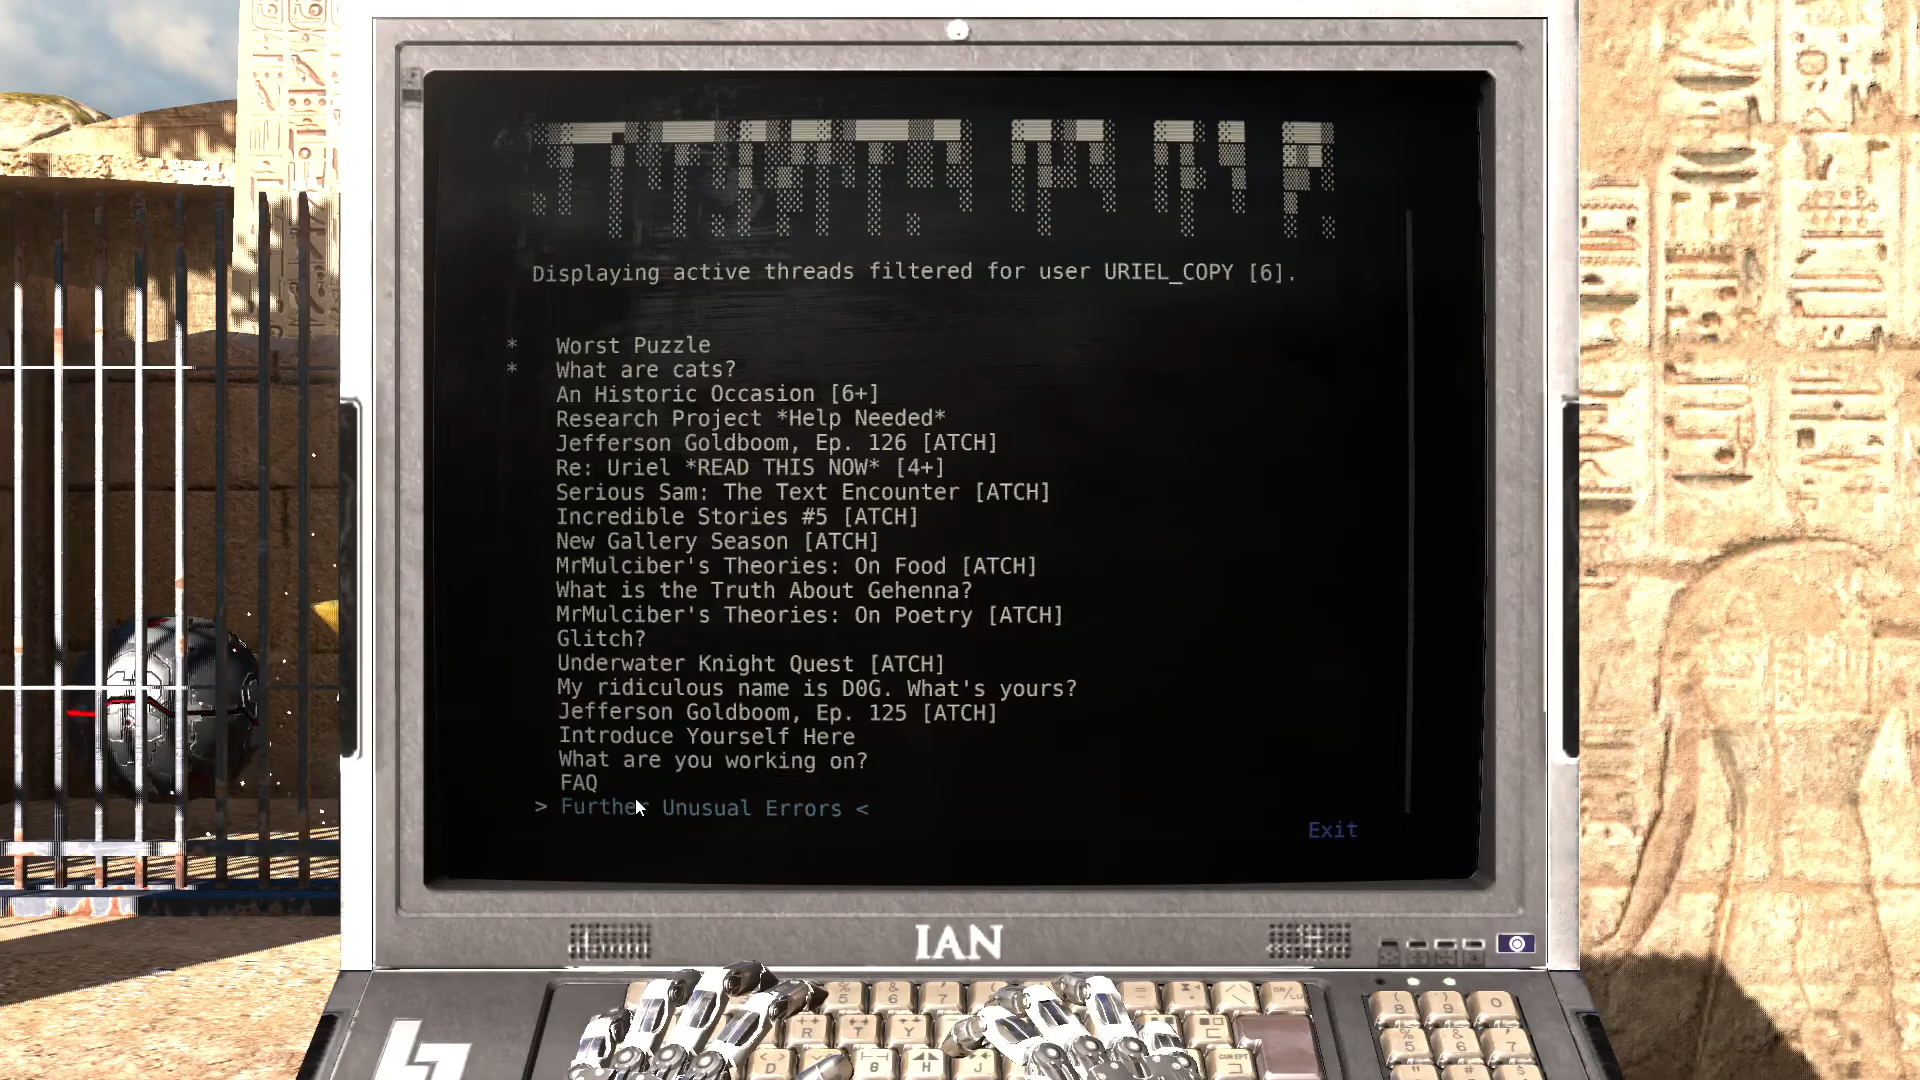 Displaying active threads filtered for user URIEL_COPY [6].
* Worst Puzzle
* What are cats?
An Historic Occasion [6+]
Research Project *Help Needed*
Jefferson Goldboom, Ep. 126 [ATCH]
Re: Uriel *READ THIS NOW* [4+]
Serious Sam: The Text Encounter [ATCH]
Incredible Stories #5 [ATCH]
New Gallery Season [ATCH]
MrMulciber's Theories: On Food [ATCH]
What is the Truth About Gehenna?
MrMulciber's Theories: On Poetry [ATCH]
Glitch?
Underwater Knight Quest [ATCH]
My ridiculous name is D0G. What's yours?
Jefferson Goldboom, Ep. 125 [ATCH]
Introduce Yourself Here
What are you working on?
FAQ
> Further Unusual Errors <
Exit
IAN